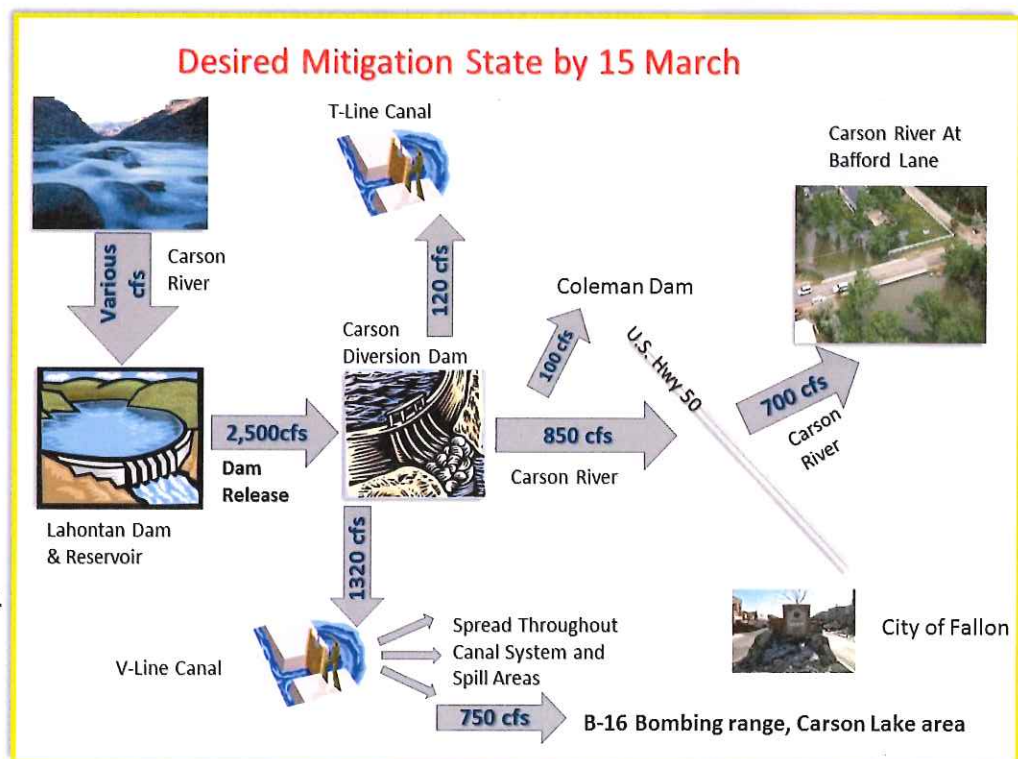 Desired Mitigation State by 15 March
T-Line Canal
Carson River At
Bafford Lane
Various
cfs
Carson
River
120 cfs
Coleman Dam
Carson
Diversion Dam
100 cfs
U.S. Hwy 50
700 cfs
Carson
River
2,500cfs
850 cfs
Dam
Release
Carson River
Lahontan Dam
& Reservoir
1320 cfs
V-Line Canal
Spread Throughout
Canal System and
Spill Areas
City of Fallon
750 cfs
B-16 Bombing range, Carson Lake area